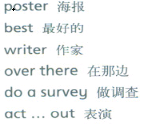 poster 海报
best 最好的
writer 作家
over there 在那边
do a survey 做调查
act … out 表演